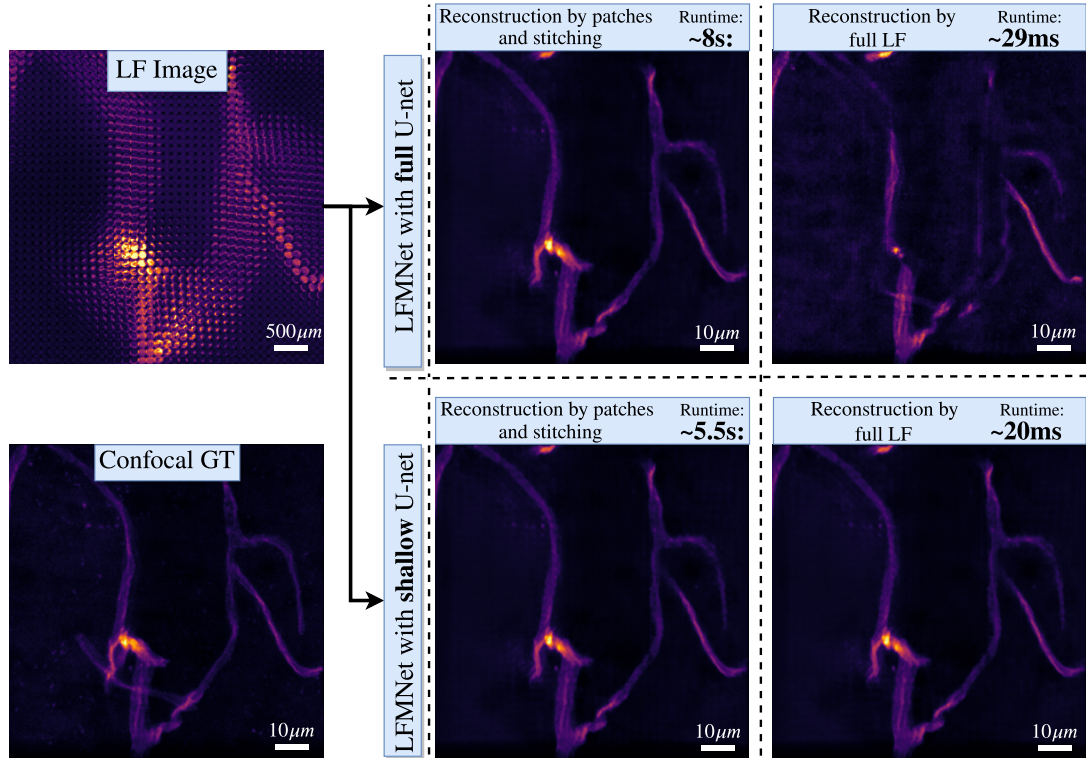 LF Image
500μm
LFMNet with full U-net
Reconstruction by patches
and stitching
Runtime:
~8s:
10μm
Reconstruction by
full LF
Runtime:
~29ms
10μm
Confocal GT
10μm
LFMNet with shallow U-net
Reconstruction by patches
and stitching
Runtime:
~5.5s:
10μm
Reconstruction by
full LF
Runtime:
~20ms
10μm